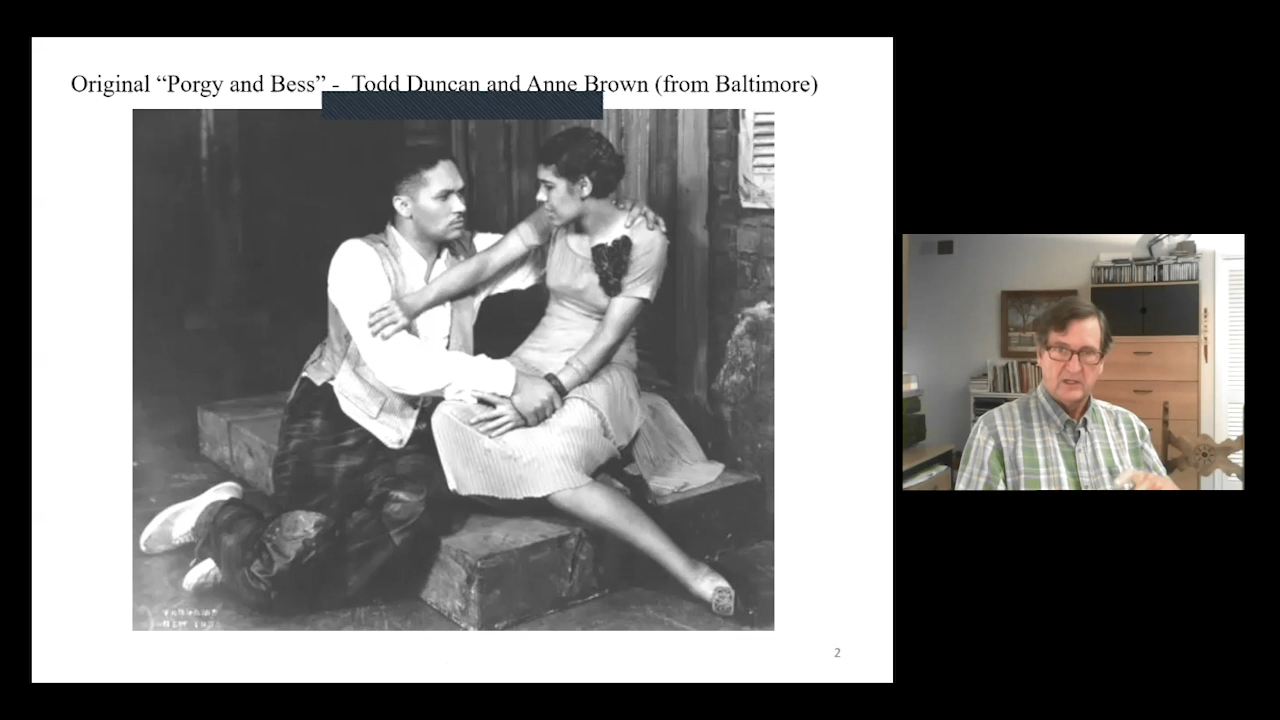 Original “Porgy and Bess” - Todd Duncan and Anne Brown (from Baltimore)
2